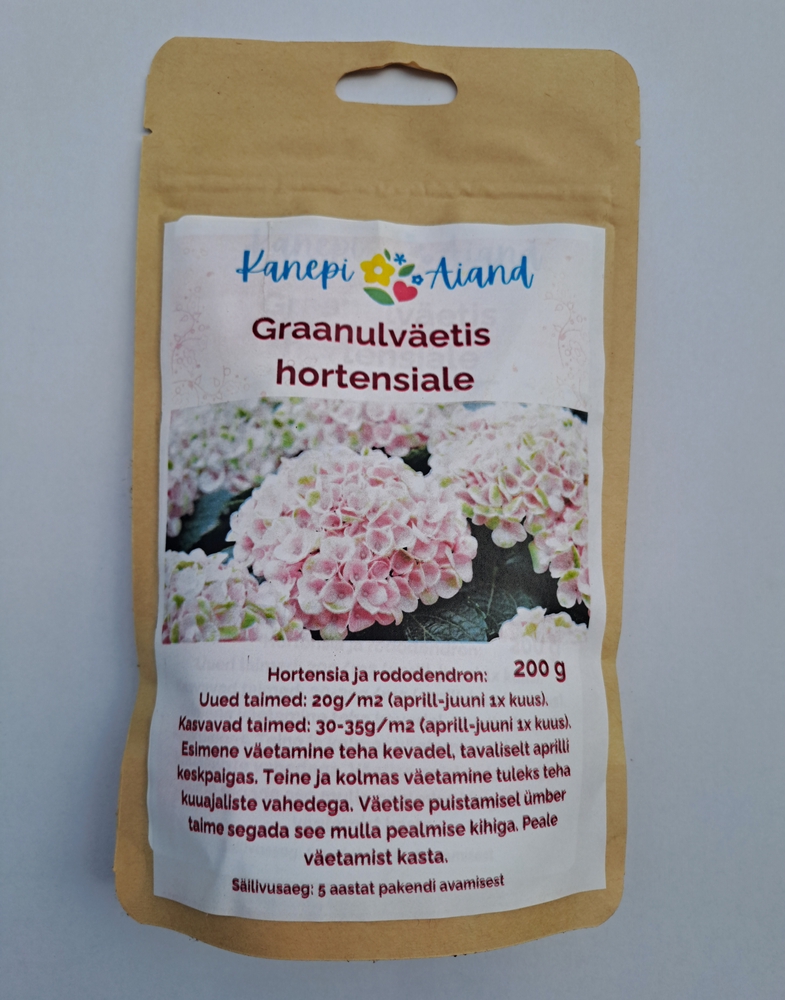 Kanepi Aiand
Graanulväetis
hortensiale
200 g
Hortensia ja rododendron:
Uued taimed: 20g/m2 (aprill-juuni 1x kuus).
Kasvavad taimed: 30-35g/m2 (aprill-juuni 1x kuus).
Esimene väetamine teha kevadel, tavaliselt aprilli
keskpaigas. Teine ja kolmas väetamine tuleks teha
kuuajaliste vahedega. Väetise puistamisel ümber
taime segada see mulla pealmise kihiga. Peale
väetamist kasta.
Säilivusaeg: 5 aastat pakendi avamisest